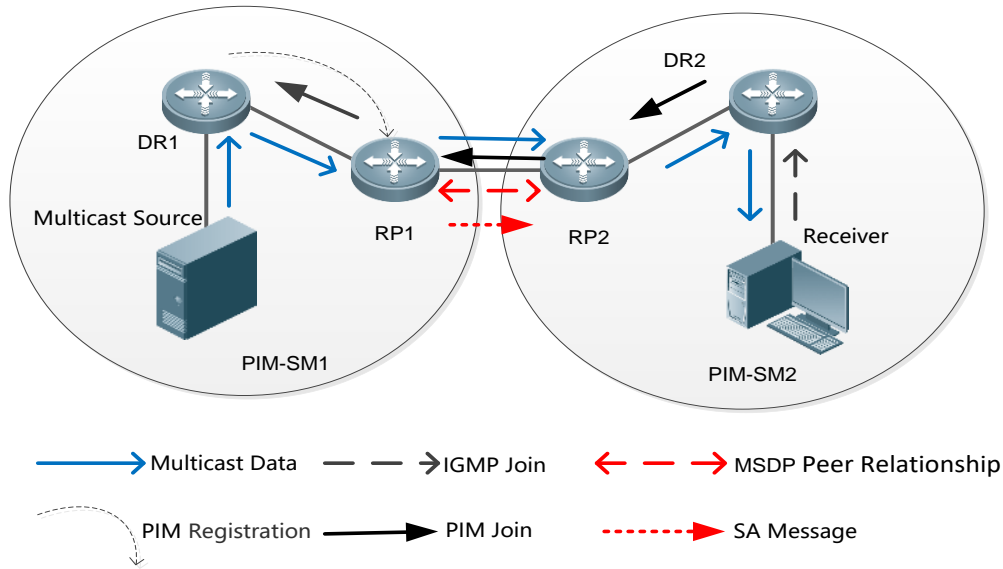 DR2
DR1
Multicast Source
RP1
RP2
Receiver
PIM-SM1
PIM-SM2
Multicast Data
IGMP Join
MSDP Peer Relationship
PIM Registration
PIM Join
SA Message